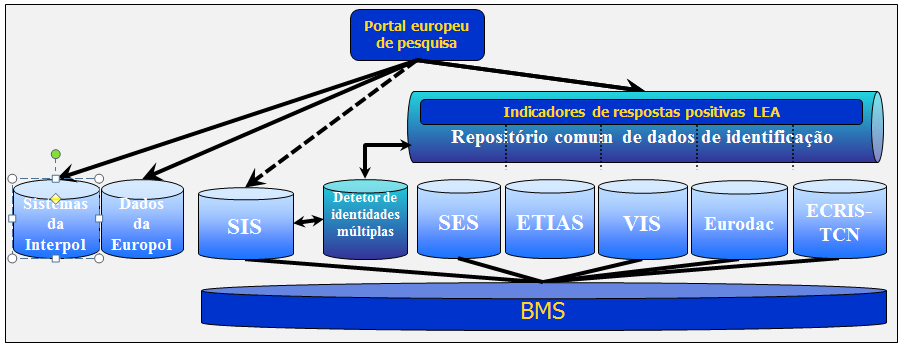 Portal europeu
de pesquisa
Indicadores de respostas positivas LEA
Repositório comum de dados de identificação
Sistemas
da
Interpol
Dados
da
Europol
SIS
Detetor de
identidades
múltiplas
SES
ETIAS
VIS
Eurodac
ECRIS-
TCN
BMS